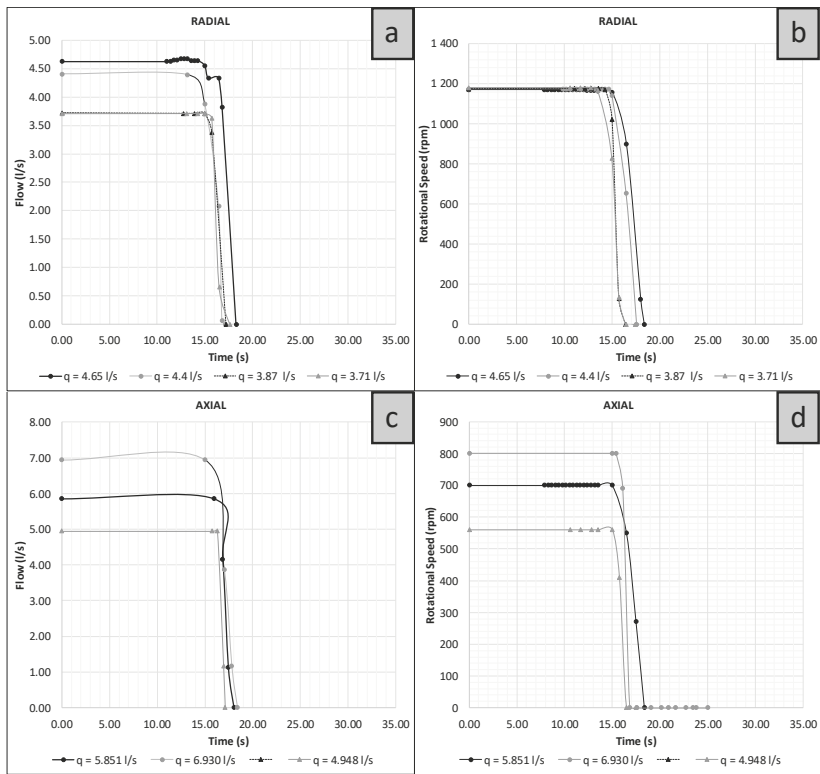 RADIAL
a
5.00
4.50
4.00
3.50
3.00
2.50
2.00
1.50
1.00
0.50
0.00
Flow (l/s)
0.00 5.00 10.00 15.00 20.00 25.00 30.00 35.00
Time (s)
q = 4.65 l/s q = 4.4 l/s q = 3.87 l/s q = 3.71 l/s
RADIAL
b
1 400
1 200
1 000
800
600
400
200
0
Rotational Speed (rpm)
0.00 5.00 10.00 15.00 20.00 25.00 30.00 35.00
Time (s)
q = 4.65 l/s q = 4.4 l/s q = 3.87 l/s q = 3.71 l/s
AXIAL
c
8.00
7.00
6.00
5.00
4.00
3.00
2.00
1.00
0.00
Flow (l/s)
0.00 5.00 10.00 15.00 20.00 25.00 30.00 35.00
Time (s)
q = 5.851 l/s q = 6.930 l/s q = 4.948 l/s
AXIAL
d
900
800
700
600
500
400
300
200
100
0
Rotational Speed (rpm)
0.00 5.00 10.00 15.00 20.00 25.00 30.00 35.00
Time (s)
q = 5.851 l/s q = 6.930 l/s q = 4.948 l/s